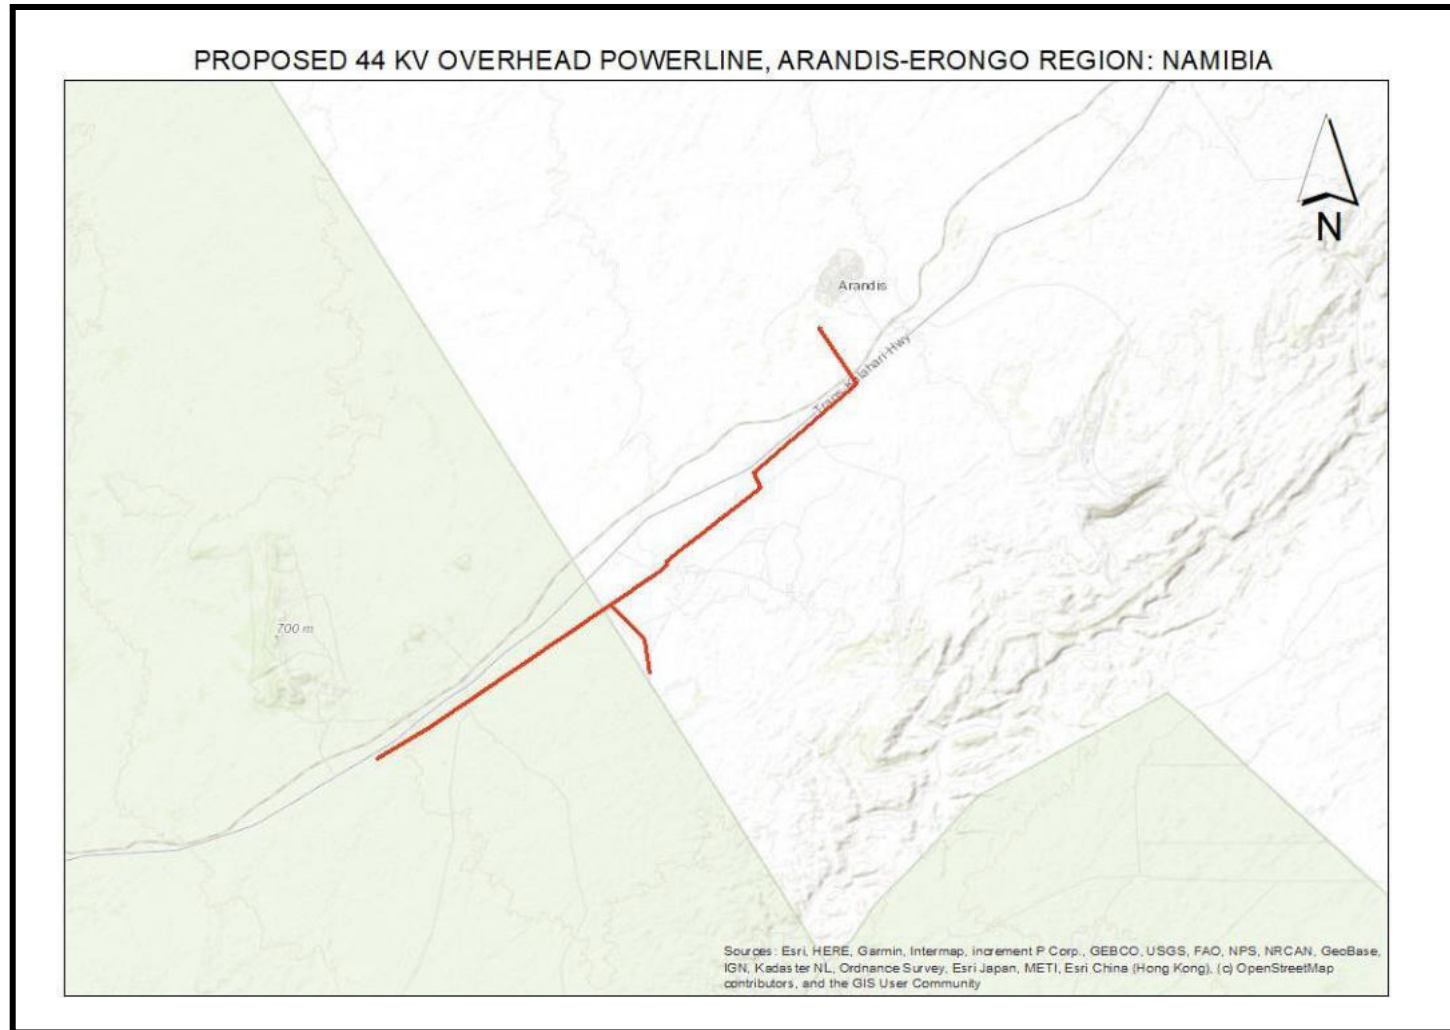 PROPOSED 44 KV OVERHEAD POWERLINE, ARANDIS-ERONGO REGION: NAMIBIA
N
Arandis
Trans-Kalahari-Hwy
700 m
Sources: Esri, HERE, Garmin, Intermap, increment P Corp., GEBCO, USGS, FAO, NPS, NRCAN, GeoBase,
IGN, Kadaster NL, Ordnance Survey, Esri Japan, METI, Esri China (Hong Kong), (c) OpenStreetMap
contributors, and the GIS User Community